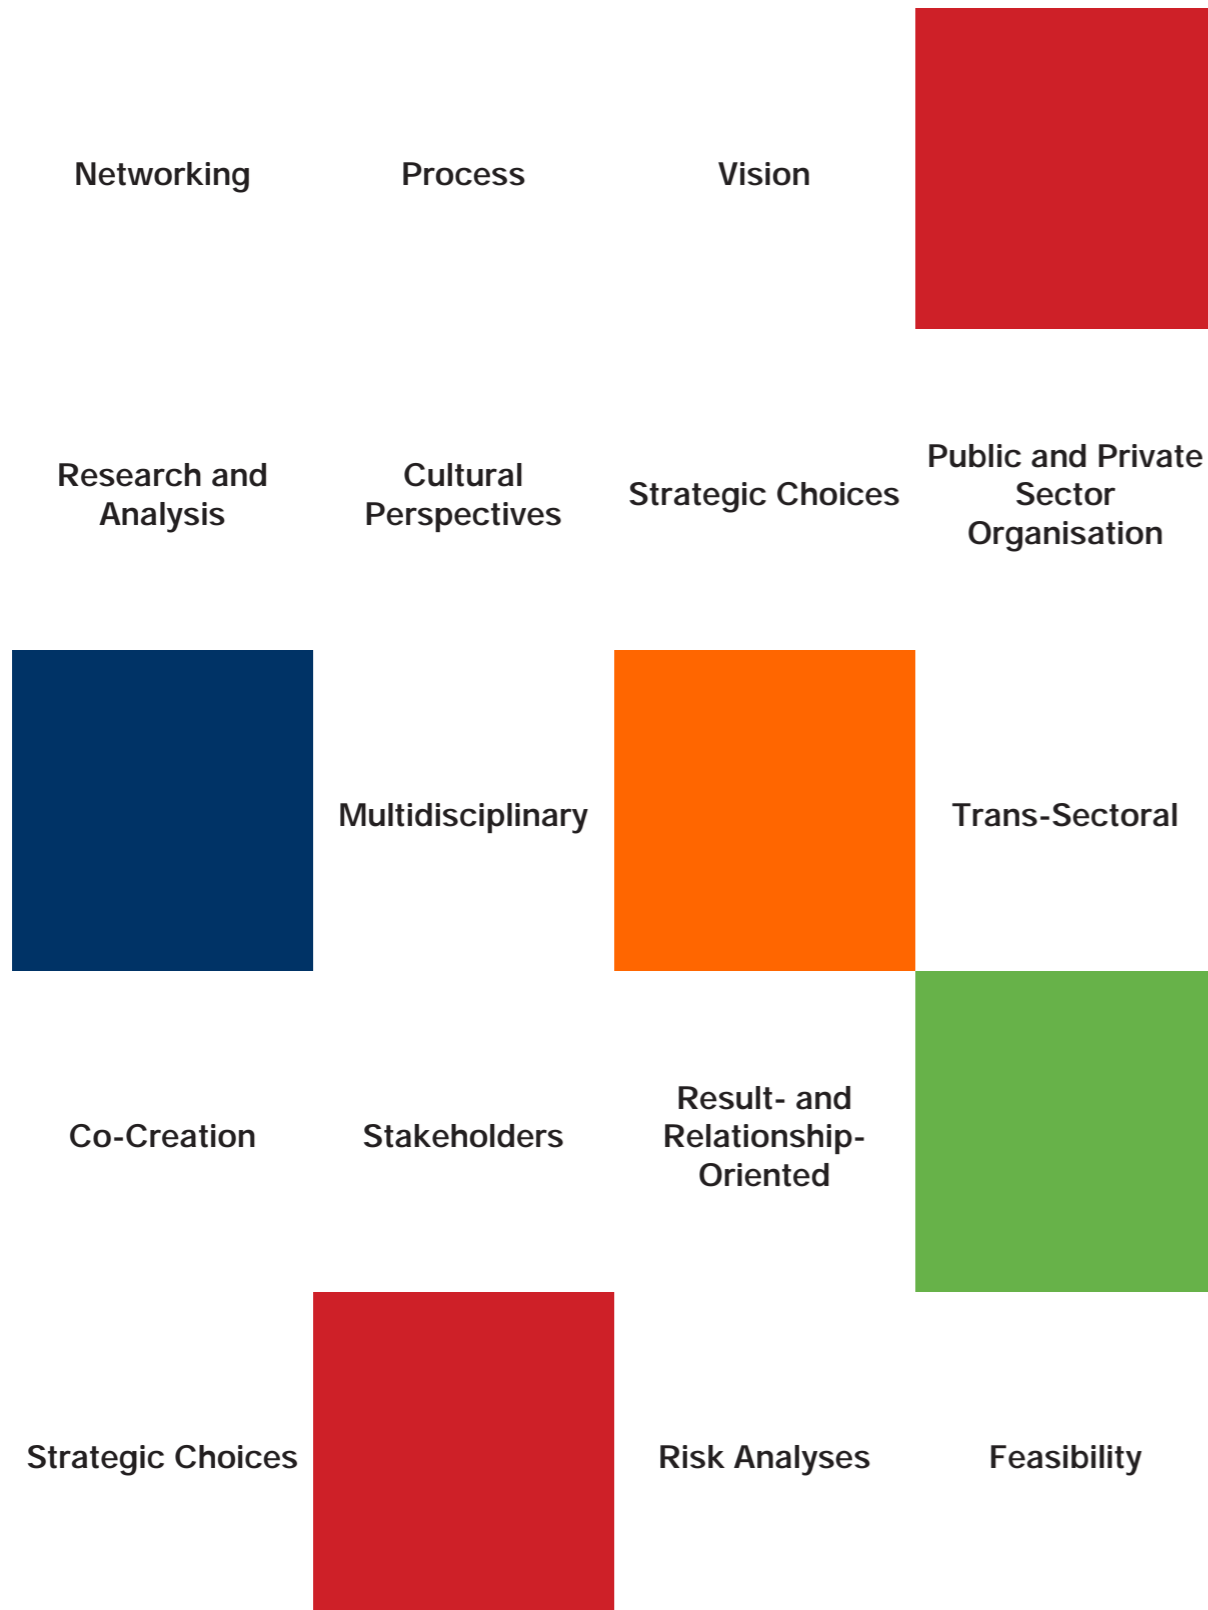 Networking
Process
Vision
Research and
Analysis
Cultural
Perspectives
Strategic Choices
Public and Private
Sector
Organisation
Multidisciplinary
Trans-Sectoral
Co-Creation
Stakeholders
Result- and
Relationship-
Oriented
Strategic Choices
Risk Analyses
Feasibility